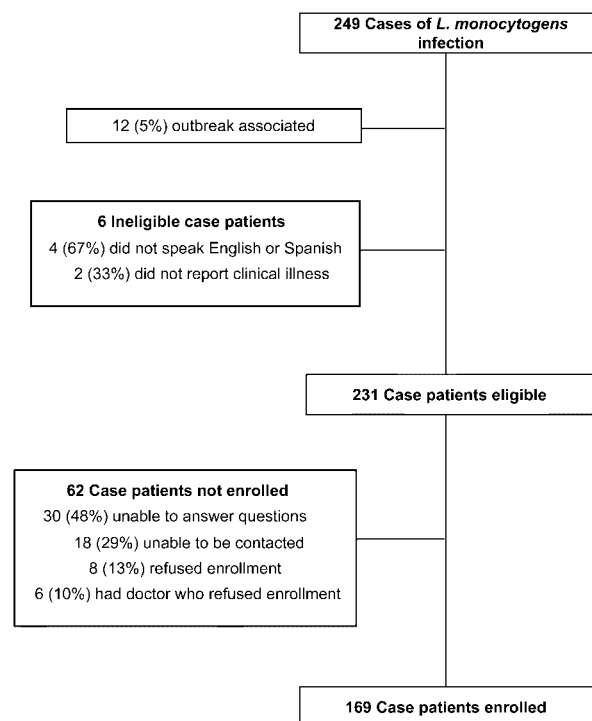 249 Cases of L. monocytogens
infection
12 (5%) outbreak associated
6 Ineligible case patients
4 (67%) did not speak English or Spanish
2 (33%) did not report clinical illness
231 Case patients eligible
62 Case patients not enrolled
30 (48%) unable to answer questions
18 (29%) unable to be contacted
8 (13%) refused enrollment
6 (10%) had doctor who refused enrollment
169 Case patients enrolled